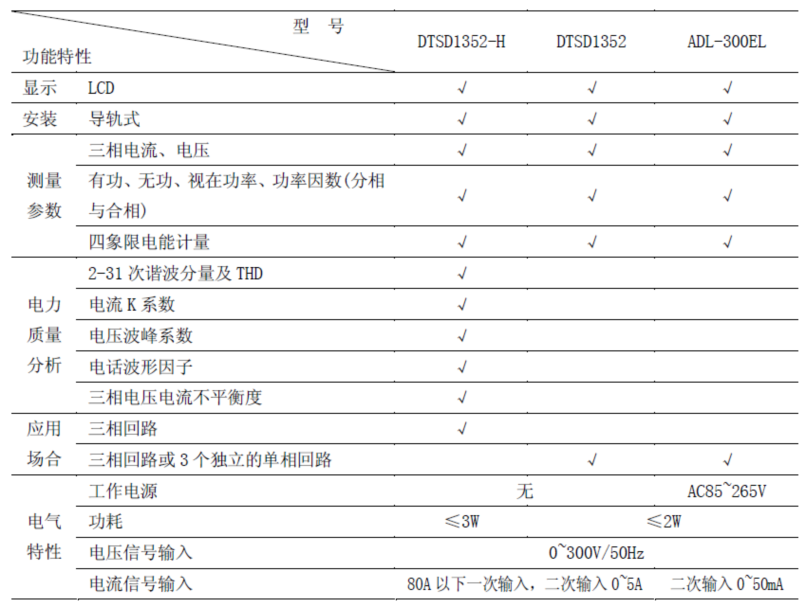 型 号
功能特性
DTSD1352-H DTSD1352 ADL-300EL
显示 LCD √ √ √
安装 导轨式 √ √ √
测量参数
三相电流、电压 √ √ √
有功、无功、视在功率、功率因数(分相
与合相) √ √ √
四象限电能计量 √ √ √
电力质量分析
2-31 次谐波分量及 THD √
电流 K 系数 √
电压波峰系数 √
电话波形因子 √
三相电压电流不平衡度 √
应用场合
三相回路 √
三相回路或 3 个独立的单相回路 √ √
电气特性
工作电源 无 AC85~265V
功耗 ≤3W ≤2W
电压信号输入 0~300V/50Hz
电流信号输入 80A 以下一次输入，二次输入 0~5A 二次输入 0~50mA